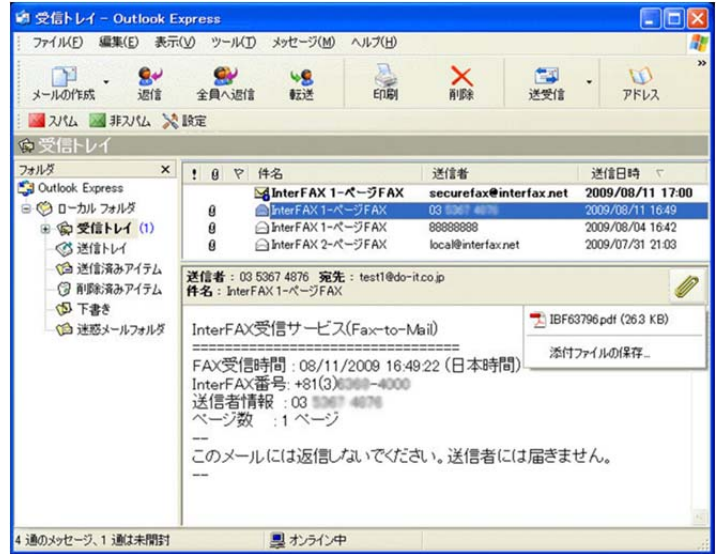 受信トレイ - Outlook Express
ファイル(F) 編集(E) 表示(V) ツール(T) メッセージ(M) ヘルプ(H)
メールの作成 返信 全員へ返信 転送 印刷 削除 送受信 アドレス
スパム 非スパム 設定
受信トレイ
フォルダ ×
Outlook Express
ローカル フォルダ
受信トレイ (1)
送信トレイ
送信済みアイテム
削除済みアイテム
下書き
迷惑メールフォルダ
! 件名 送信者 送信日時
InterFAX 1-ページFAX securefax@interfax.net 2009/08/11 17:00
InterFAX 1-ページFAX 03 2009/08/11 16:49
InterFAX 1-ページFAX 88888888 2009/08/04 16:42
InterFAX 2-ページFAX local@interfax.net 2009/07/31 21:03
送信者: 03 5367 4876 宛先: test1@do-it.co.jp
件名: InterFAX 1-ページFAX
IBF63796.pdf (26.3 KB)
添付ファイルの保存...
InterFAX受信サービス(Fax-to-Mail)
================================
FAX受信時間 : 08/11/2009 16:49:22 (日本時間)
InterFAX番号: +81(3) -4000
送信者情報 : 03
ページ数 : 1 ページ
--
このメールには返信しないでください。送信者には届きません。
--
4 通のメッセージ、1 通は未開封 オンライン中